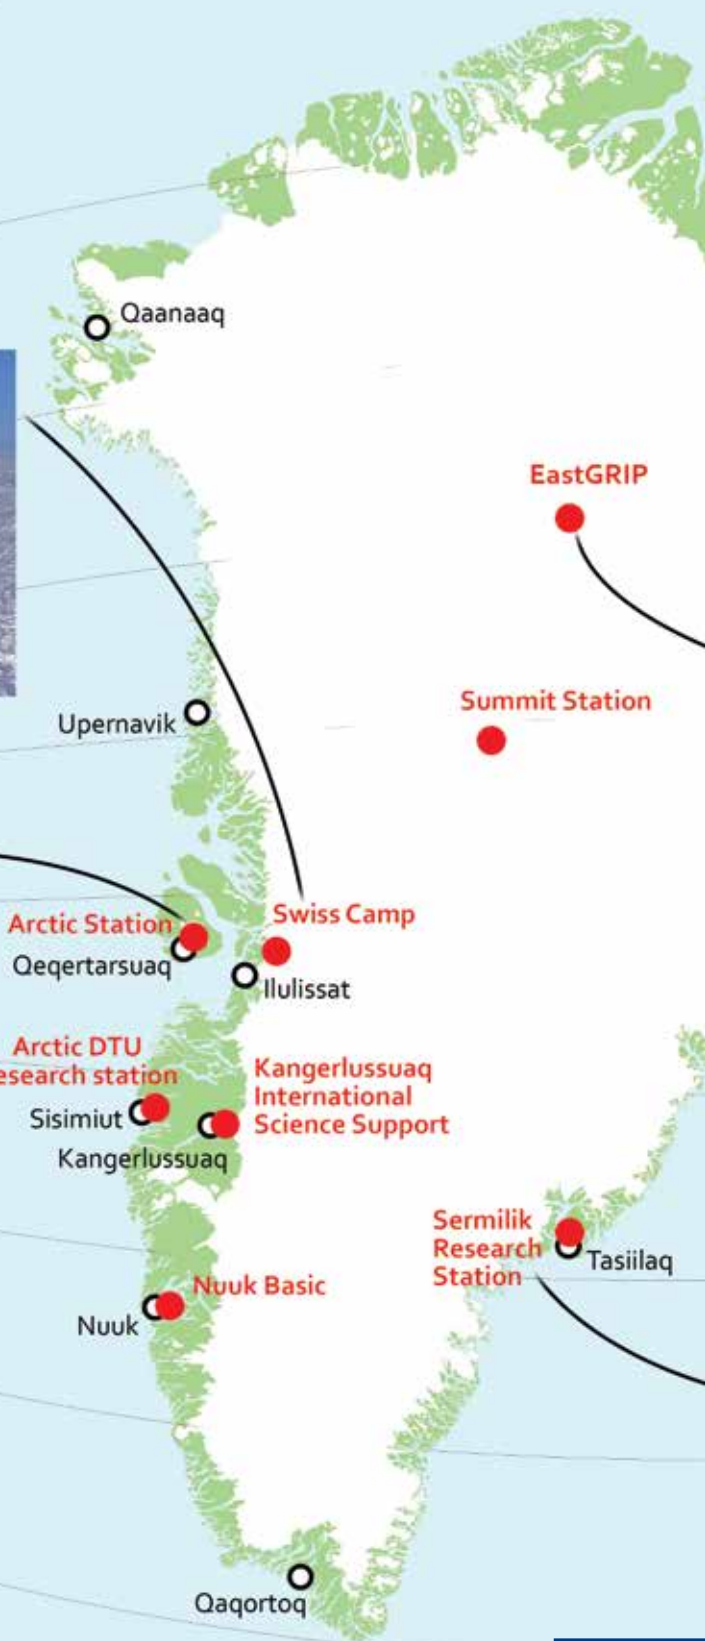 Qaanaaq
EastGRIP
Summit Station
Upernavik
Swiss Camp
Arctic Station
Qeqertarsuaq
Ilulissat
Arctic DTU
esearch station
Kangerlussuaq
International
Science Support
Sisimiut
Kangerlussuaq
Sermilik
Research
Station
Tasiilaq
Nuuk Basic
Nuuk
Qaqortoq